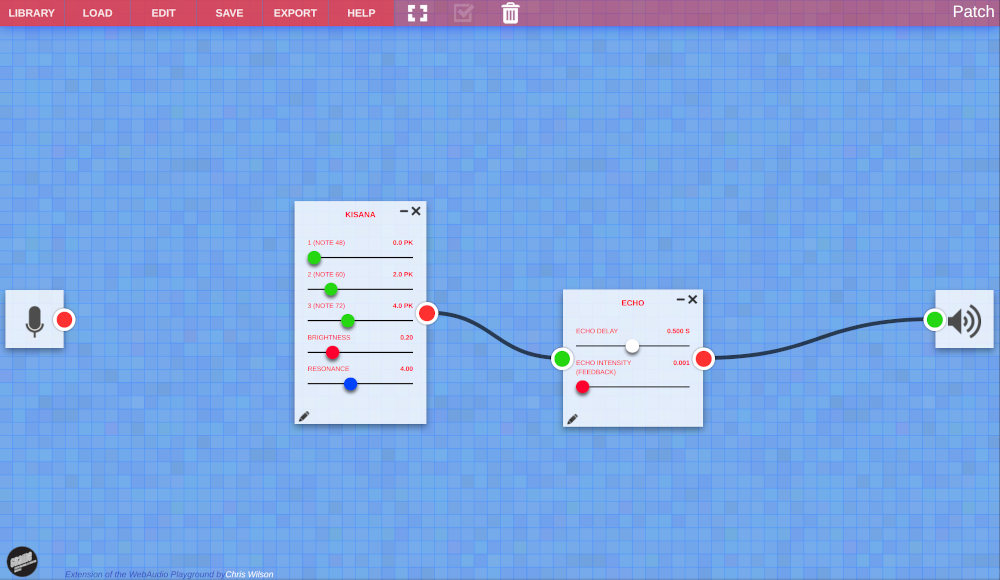 LIBRARY LOAD EDIT SAVE EXPORT HELP Patch
KISANA
1 (NOTE 48) 0.0 PK
2 (NOTE 60) 2.0 PK
3 (NOTE 72) 4.0 PK
BRIGHTNESS 0.20
RESONANCE 4.00
ECHO
ECHO DELAY 0.500 S
ECHO INTENSITY 0.001
(FEEDBACK)
Extension of the WebAudio Playground by Chris Wilson